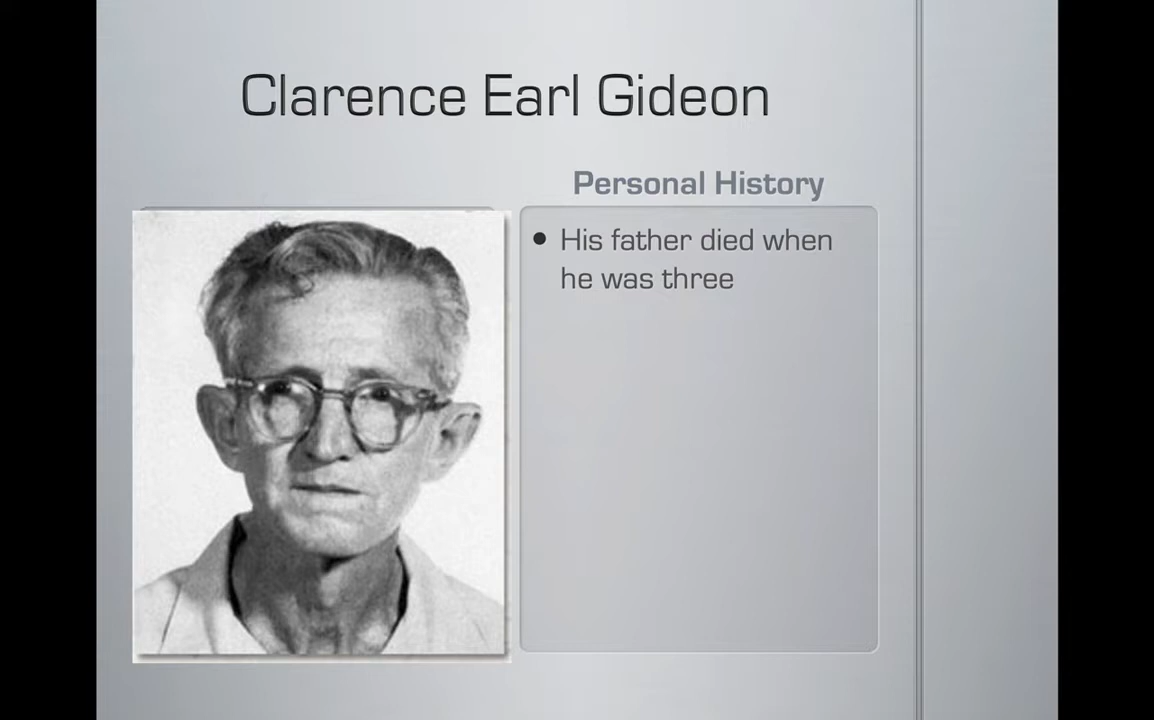 Clarence Earl Gideon
Personal History
• His father died when
he was three